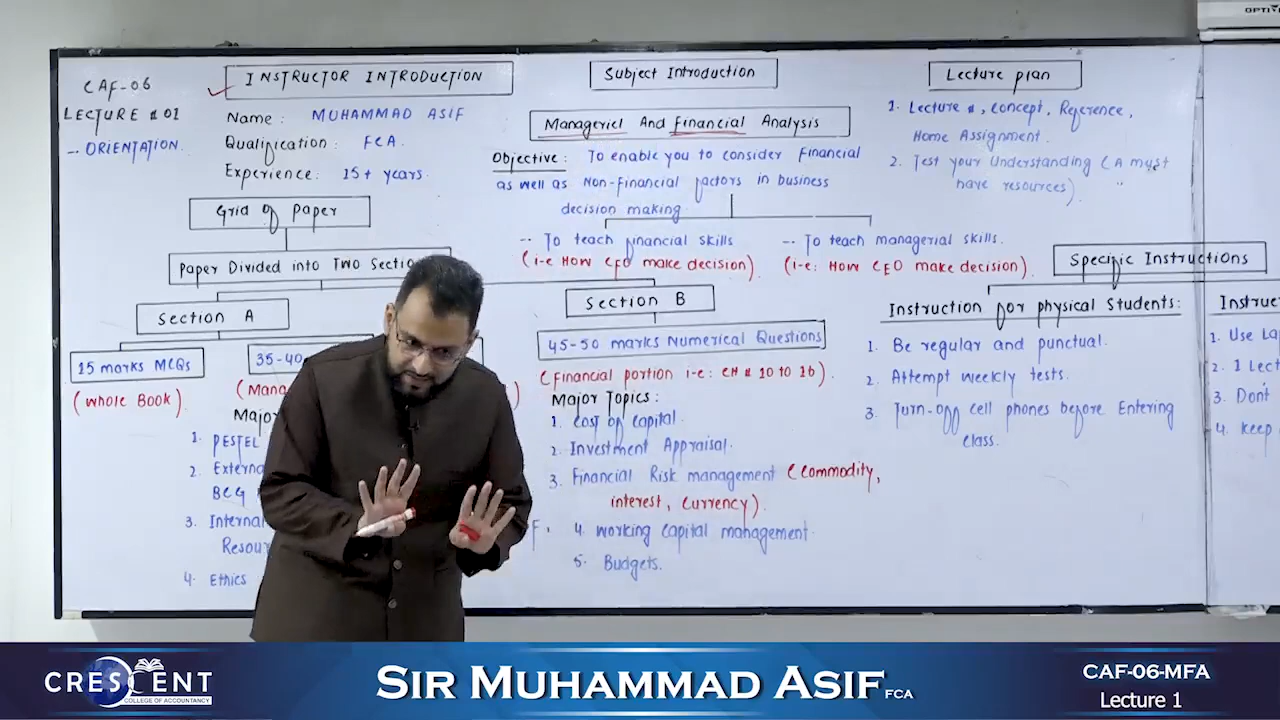 OPTI
CAF-06
LECTURE # 01
-- ORIENTATION.
INSTRUCTOR INTRODUCTION
Name: MUHAMMAD ASIF
Qualification: FCA.
Experience: 15+ years.
Grid of Paper
Paper Divided into Two Sectio
Section A
15 marks MCQs
(Whole Book)
35-40
(Mana
Major
1. PESTEL
2. Externa
BCG
3. Internal
Resour
4. Ethics
Subject Introduction
Manageriel And Financial Analysis
Objective: To enable you to consider Financial
as well as Non-Financial factors in business
decision making
-- To teach financial skills
(i-e How CFO make decision)
-- To teach managerial skills.
(i-e: How CEO make decision).
Section B
45-50 marks Numerical Questions
(Financial portion i-e: CH # 10 to 16).
Major Topics:
1. Cost of Capital.
2. Investment Appraisal.
3. Financial Risk management (Commodity,
interest, Currency).
4. Working Capital management.
5. Budgets.
Lecture plan
1. Lecture #, Concept, Reference,
Home Assignment.
2. Test your Understanding (A must
have resources)
Specific Instructions
Instruction for physical Students:
1. Be regular and punctual.
2. Attempt weekly tests.
3. Turn-off cell phones before Entering
class.
Instruc
1. Use La
2. 1 Lect
3. Don't
4. Keep
CRESCENT
COLLEGE OF ACCOUNTANCY
SIR MUHAMMAD ASIF FCA
CAF-06-MFA
Lecture 1